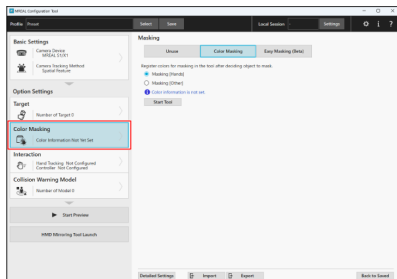 MREAL Configuration Tool
Profile Preset
Select
Save
Local Session
Settings
Basic Settings
Camera Device
MREAL S1/X1
Camera Tracking Method
Spatial Feature
Option Settings
Target
Number of Target 0
Color Masking
Color Information Not Yet Set
Interaction
Hand Tracking Not Configured
Controller Not Configured
Collision Warning Model
Number of Model 0
Start Preview
HMD Mirroring Tool Launch
Masking
Unuse
Color Masking
Easy Masking (Beta)
Register colors for masking in the tool after deciding object to mask.
Masking [Hands]
Masking [Other]
Color information is not set.
Start Tool
Detailed Settings
Import
Export
Back to Saved